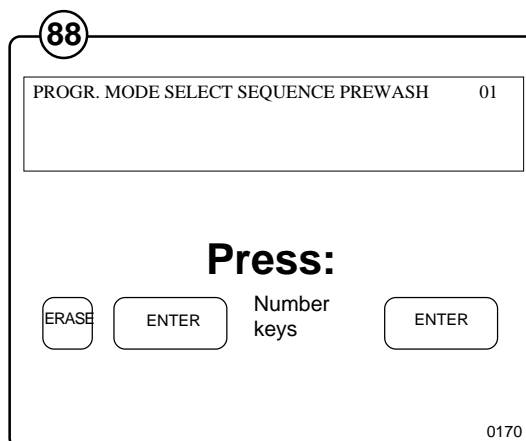 88
PROGR. MODE SELECT SEQUENCE PREWASH 01
Press:
ERASE ENTER Number keys ENTER
0170